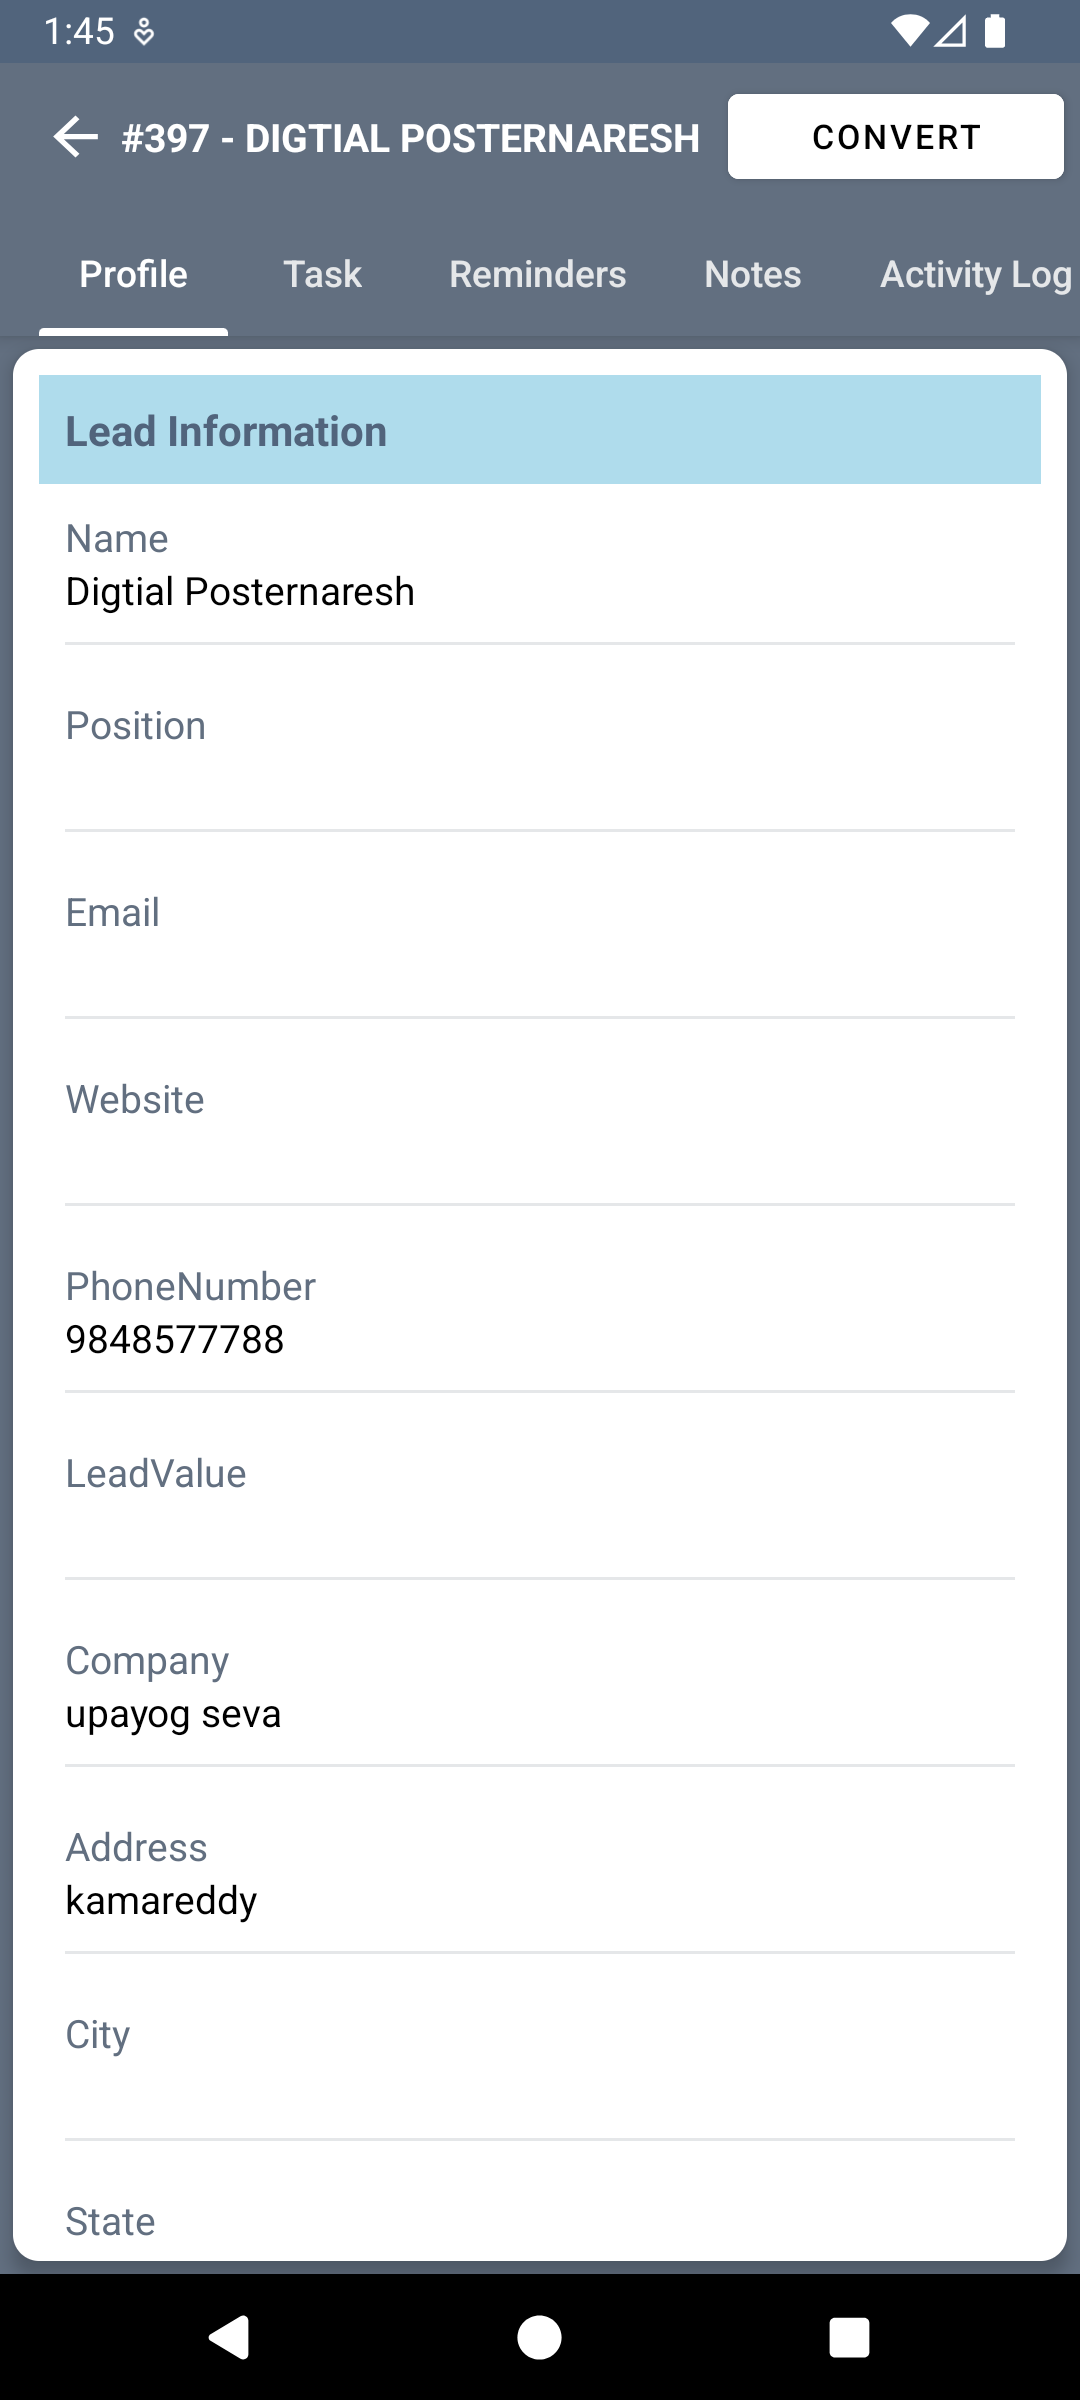 1:45
#397 - DIGTIAL POSTERNARESH
CONVERT
Profile Task Reminders Notes Activity Log
Lead Information
Name
Digtial Posternaresh
Position
Email
Website
PhoneNumber
9848577788
LeadValue
Company
upayog seva
Address
kamareddy
City
State